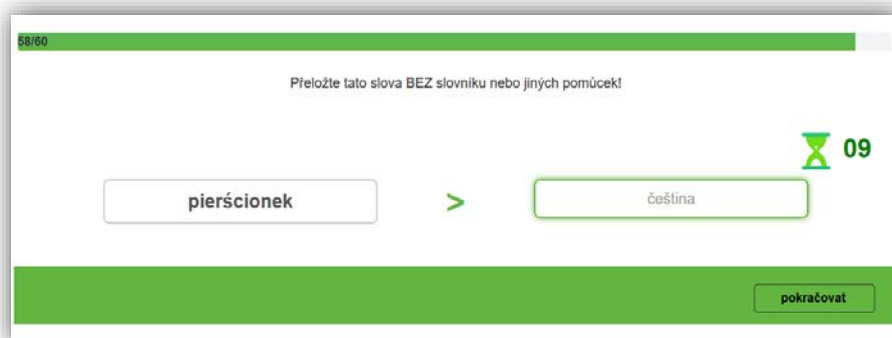 58/60
Přeložte tato slova BEZ slovníku nebo jiných pomůcek!
09
pierścionek > čeština
pokračovat